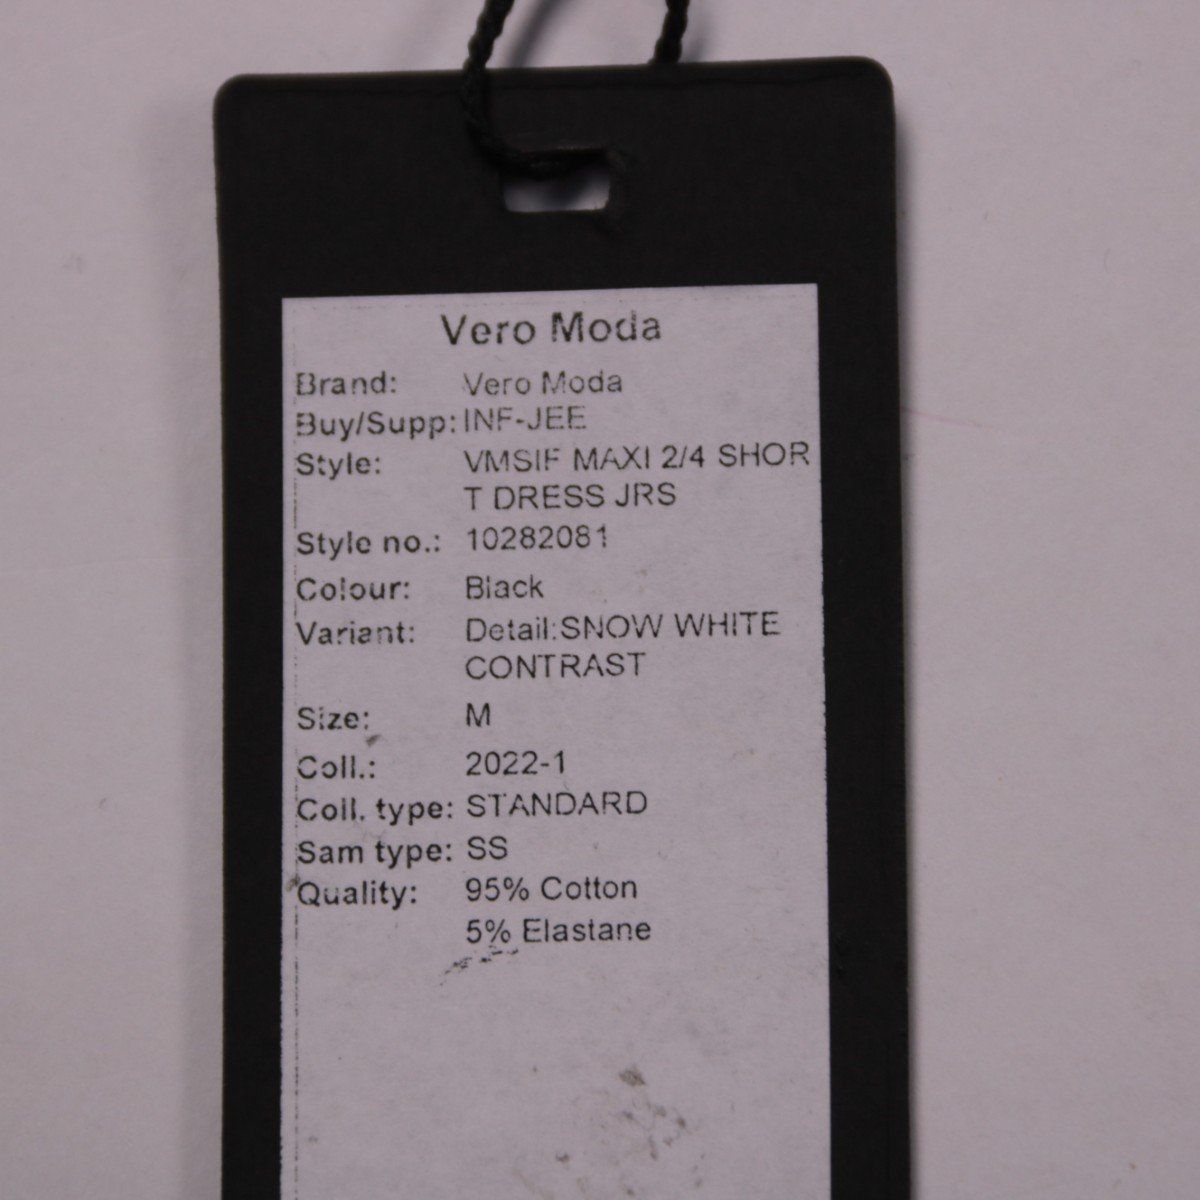 Vero Moda
Brand: Vero Moda
Buy/Supp: INF-JEE
Style: VMSIF MAXI 2/4 SHOR
T DRESS JRS
Style no.: 10282081
Colour: Black
Variant: Detail:SNOW WHITE
CONTRAST
Size: M
Coll.: 2022-1
Coll. type: STANDARD
Sam type: SS
Quality: 95% Cotton
5% Elastane